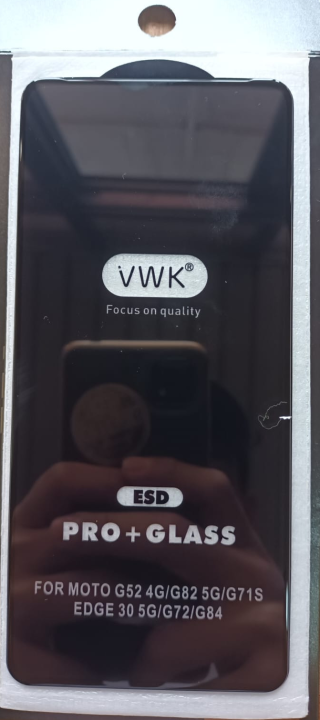 VWK®
Focus on quality
ESD
PRO+GLASS
FOR MOTO G52 4G/G82 5G/G71S
EDGE 30 5G/G72/G84